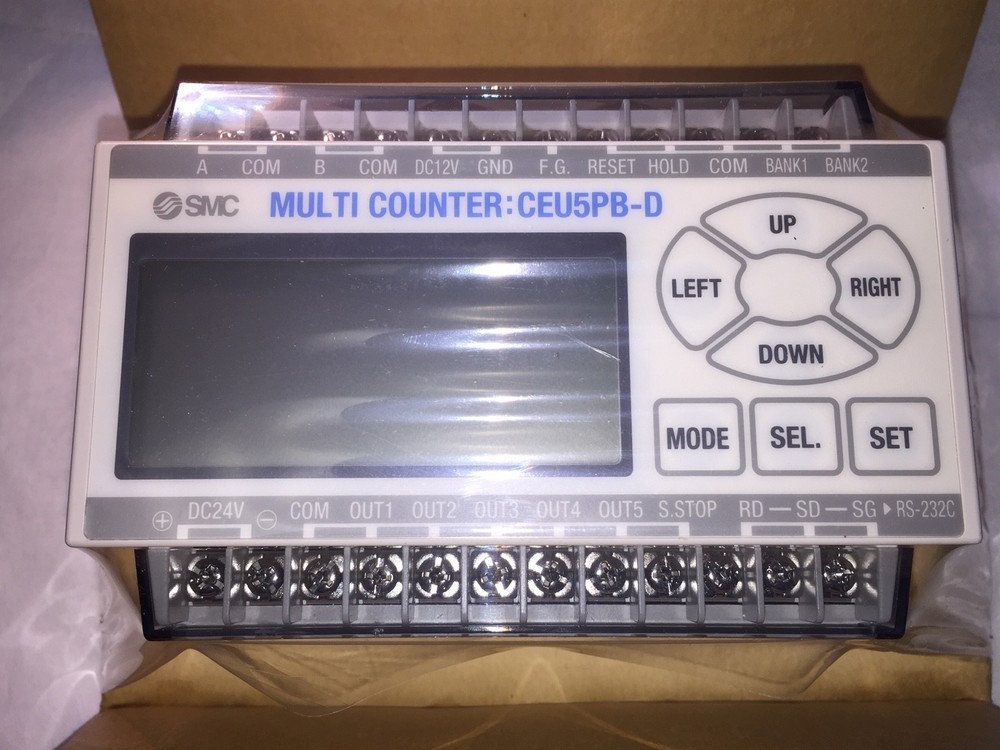 A COM B COM DC12V GND F.G. RESET HOLD COM BANK1 BANK2
SMC MULTI COUNTER:CEU5PB-D
UP
LEFT RIGHT
DOWN
MODE SEL. SET
+ DC24V - COM OUT1 OUT2 OUT3 OUT4 OUT5 S.STOP RD — SD — SG ▶ RS-232C